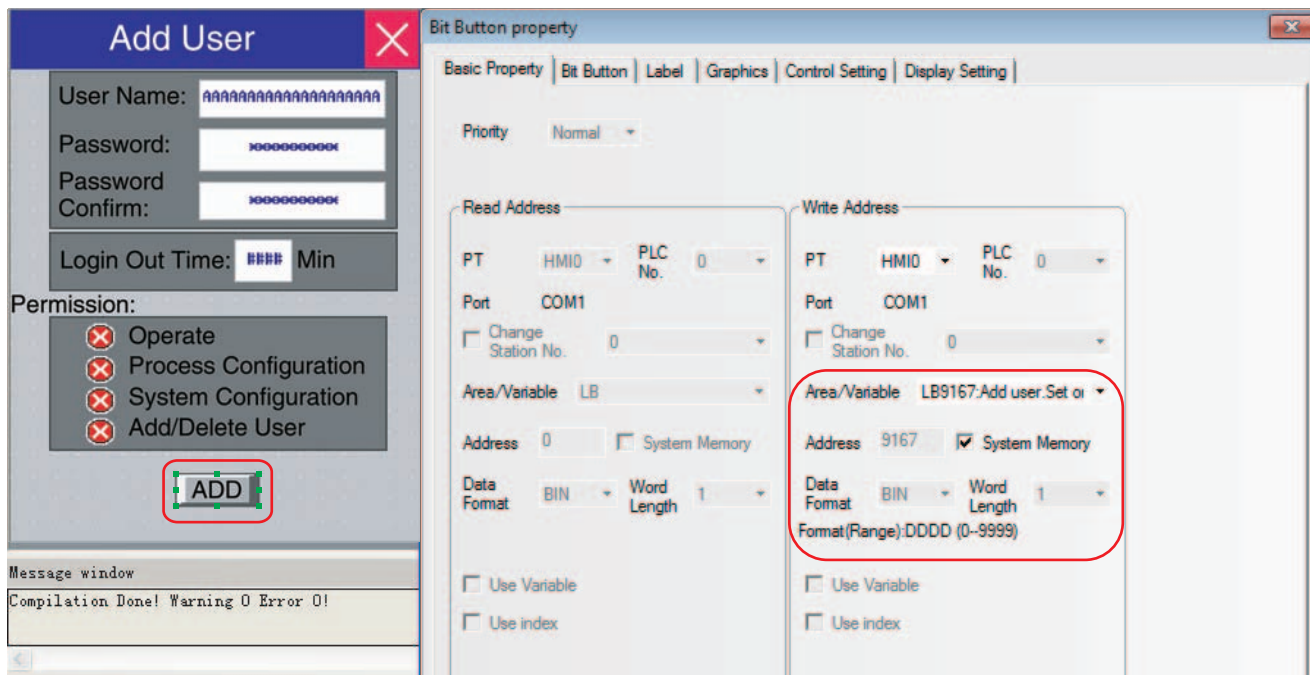 Add User
User Name: AAAAAAAAAAAAAAAAAAAA
Password: **********
Password
Confirm: **********
Login Out Time: #### Min
Permission:
Operate
Process Configuration
System Configuration
Add/Delete User
ADD
Message window
Compilation Done! Warning 0 Error 0!
Bit Button property
Basic Property Bit Button Label Graphics Control Setting Display Setting
Priority Normal
Read Address
PT HMI0 PLC No. 0
Port COM1
Change Station No. 0
Area/Variable LB
Address 0 System Memory
Data Format BIN Word Length 1
Use Variable
Use index
Write Address
PT HMI0 PLC No. 0
Port COM1
Change Station No. 0
Area/Variable LB9167:Add user.Set
Address 9167 System Memory
Data Format BIN Word Length 1
Format(Range):DDDD (0--9999)
Use Variable
Use index